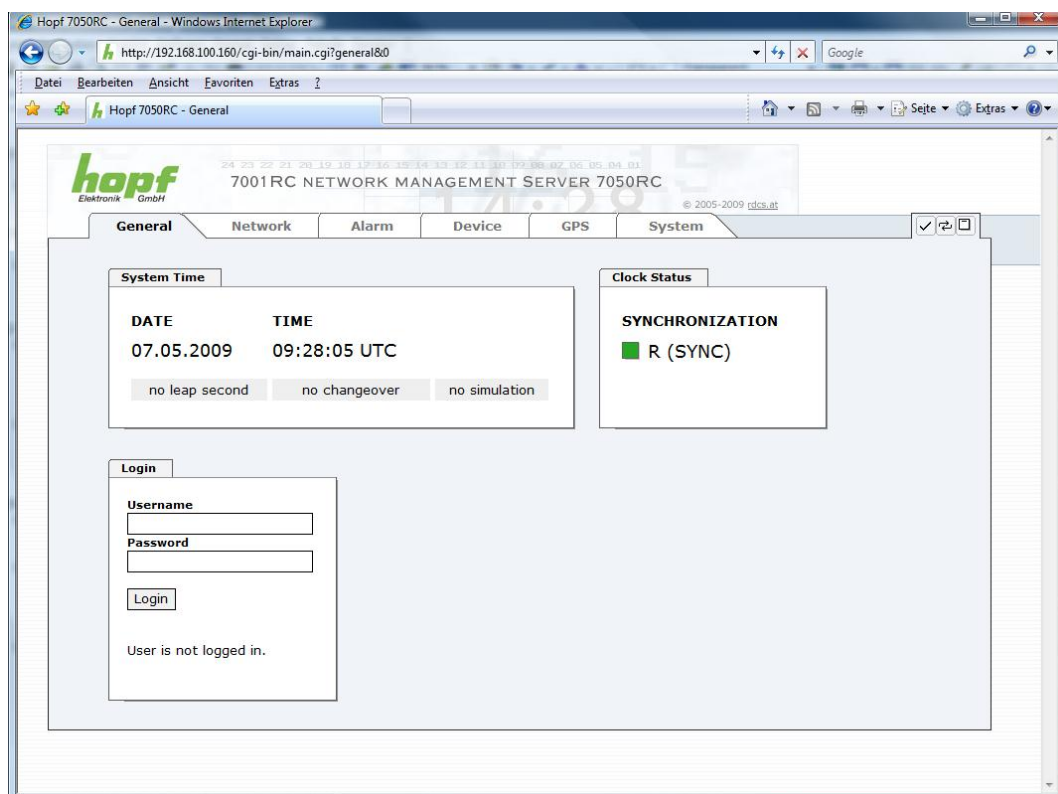 Hopf 7050RC - General - Windows Internet Explorer
http://192.168.100.160/cgi-bin/main.cgi?general&0
Google
Datei Bearbeiten Ansicht Favoriten Extras ?
Hopf 7050RC - General
Seite Extras
hopf
Elektronik GmbH
24 23 22 21 20 19 18 17 16 15 14 13 12 11 10 09 08 07 06 05 04 01
7001RC NETWORK MANAGEMENT SERVER 7050RC
14:28
© 2005-2009 rdcs.at
General Network Alarm Device GPS System
System Time
Clock Status
DATE TIME
SYNCHRONIZATION
07.05.2009 09:28:05 UTC
R (SYNC)
no leap second no changeover no simulation
Login
Username
Password
Login
User is not logged in.